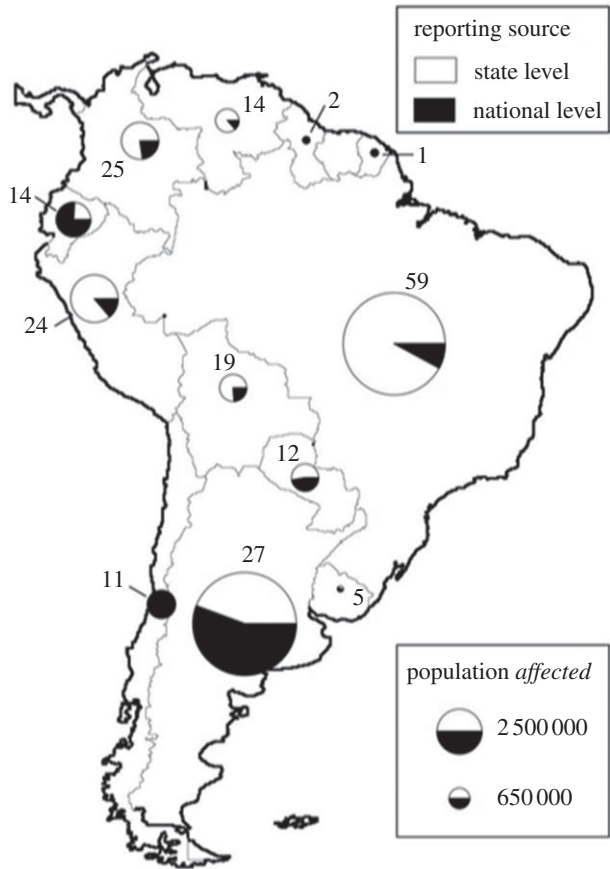 reporting source
state level
national level
14
2
1
25
14
59
24
19
12
27
11
5
population affected
2 500 000
650 000